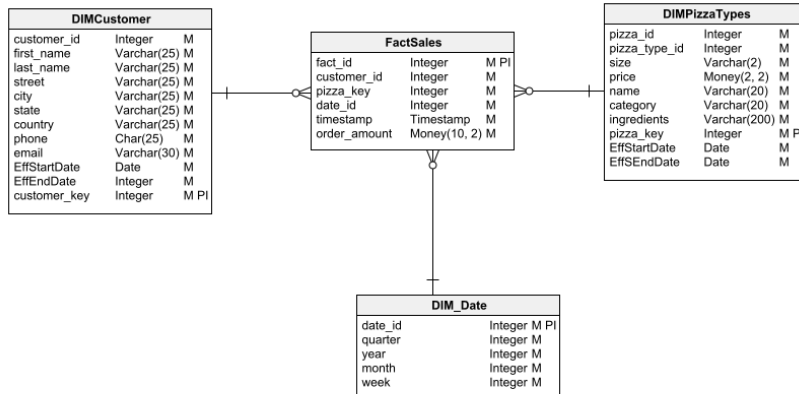 DIMCustomer
customer_id Integer M
first_name Varchar(25) M
last_name Varchar(25) M
street Varchar(25) M
city Varchar(25) M
state Varchar(25) M
country Varchar(25) M
phone Char(25) M
email Varchar(30) M
EffStartDate Date M
EffEndDate Integer M
customer_key Integer M PI
FactSales
fact_id Integer M PI
customer_id Integer M
pizza_key Integer M
date_id Integer M
timestamp Timestamp M
order_amount Money(10, 2) M
DIMPizzaTypes
pizza_id Integer M
pizza_type_id Integer M
size Varchar(2) M
price Money(2, 2) M
name Varchar(20) M
category Varchar(20) M
ingredients Varchar(200) M
pizza_key Integer M P
EffStartDate Date M
EffSEndDate Date M
DIM_Date
date_id Integer M PI
quarter Integer M
year Integer M
month Integer M
week Integer M